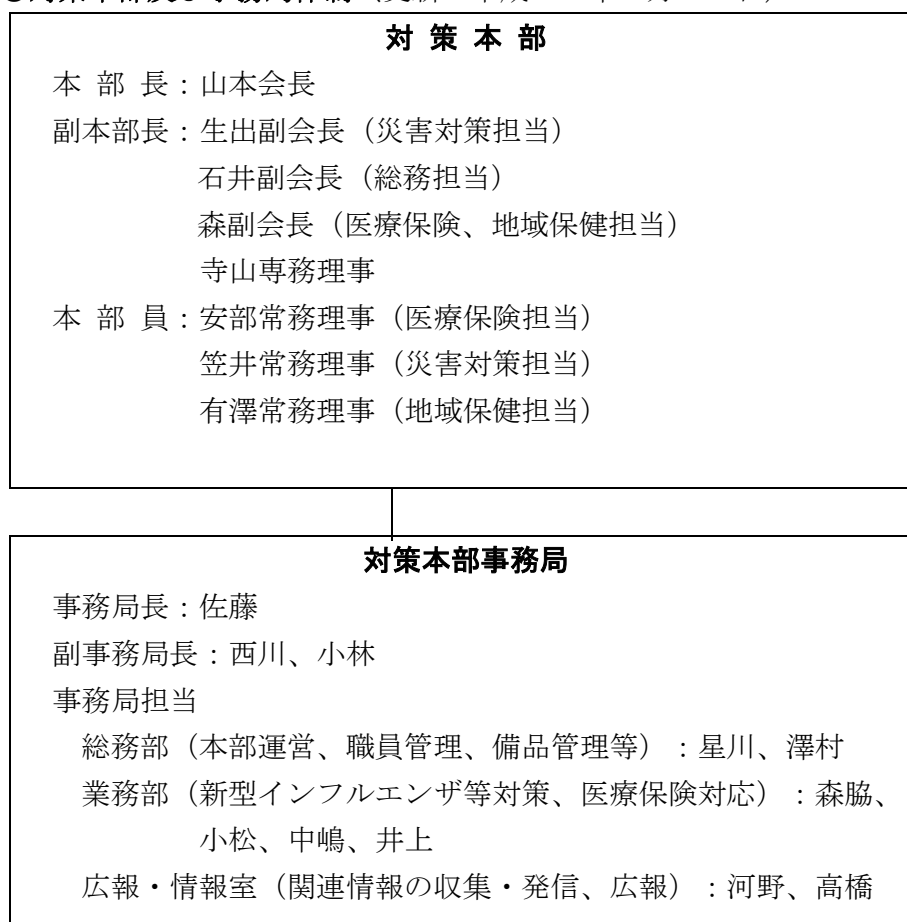 対 策 本 部
本 部 長：山本会長
副本部長：生出副会長（災害対策担当）
石井副会長（総務担当）
森副会長（医療保険、地域保健担当）
寺山専務理事
本 部 員：安部常務理事（医療保険担当）
笠井常務理事（災害対策担当）
有澤常務理事（地域保健担当）
対策本部事務局
事務局長：佐藤
副事務局長：西川、小林
事務局担当
総務部（本部運営、職員管理、備品管理等）：星川、澤村
業務部（新型インフルエンザ等対策、医療保険対応）：森脇、
小松、中嶋、井上
広報・情報室（関連情報の収集・発信、広報）：河野、高橋